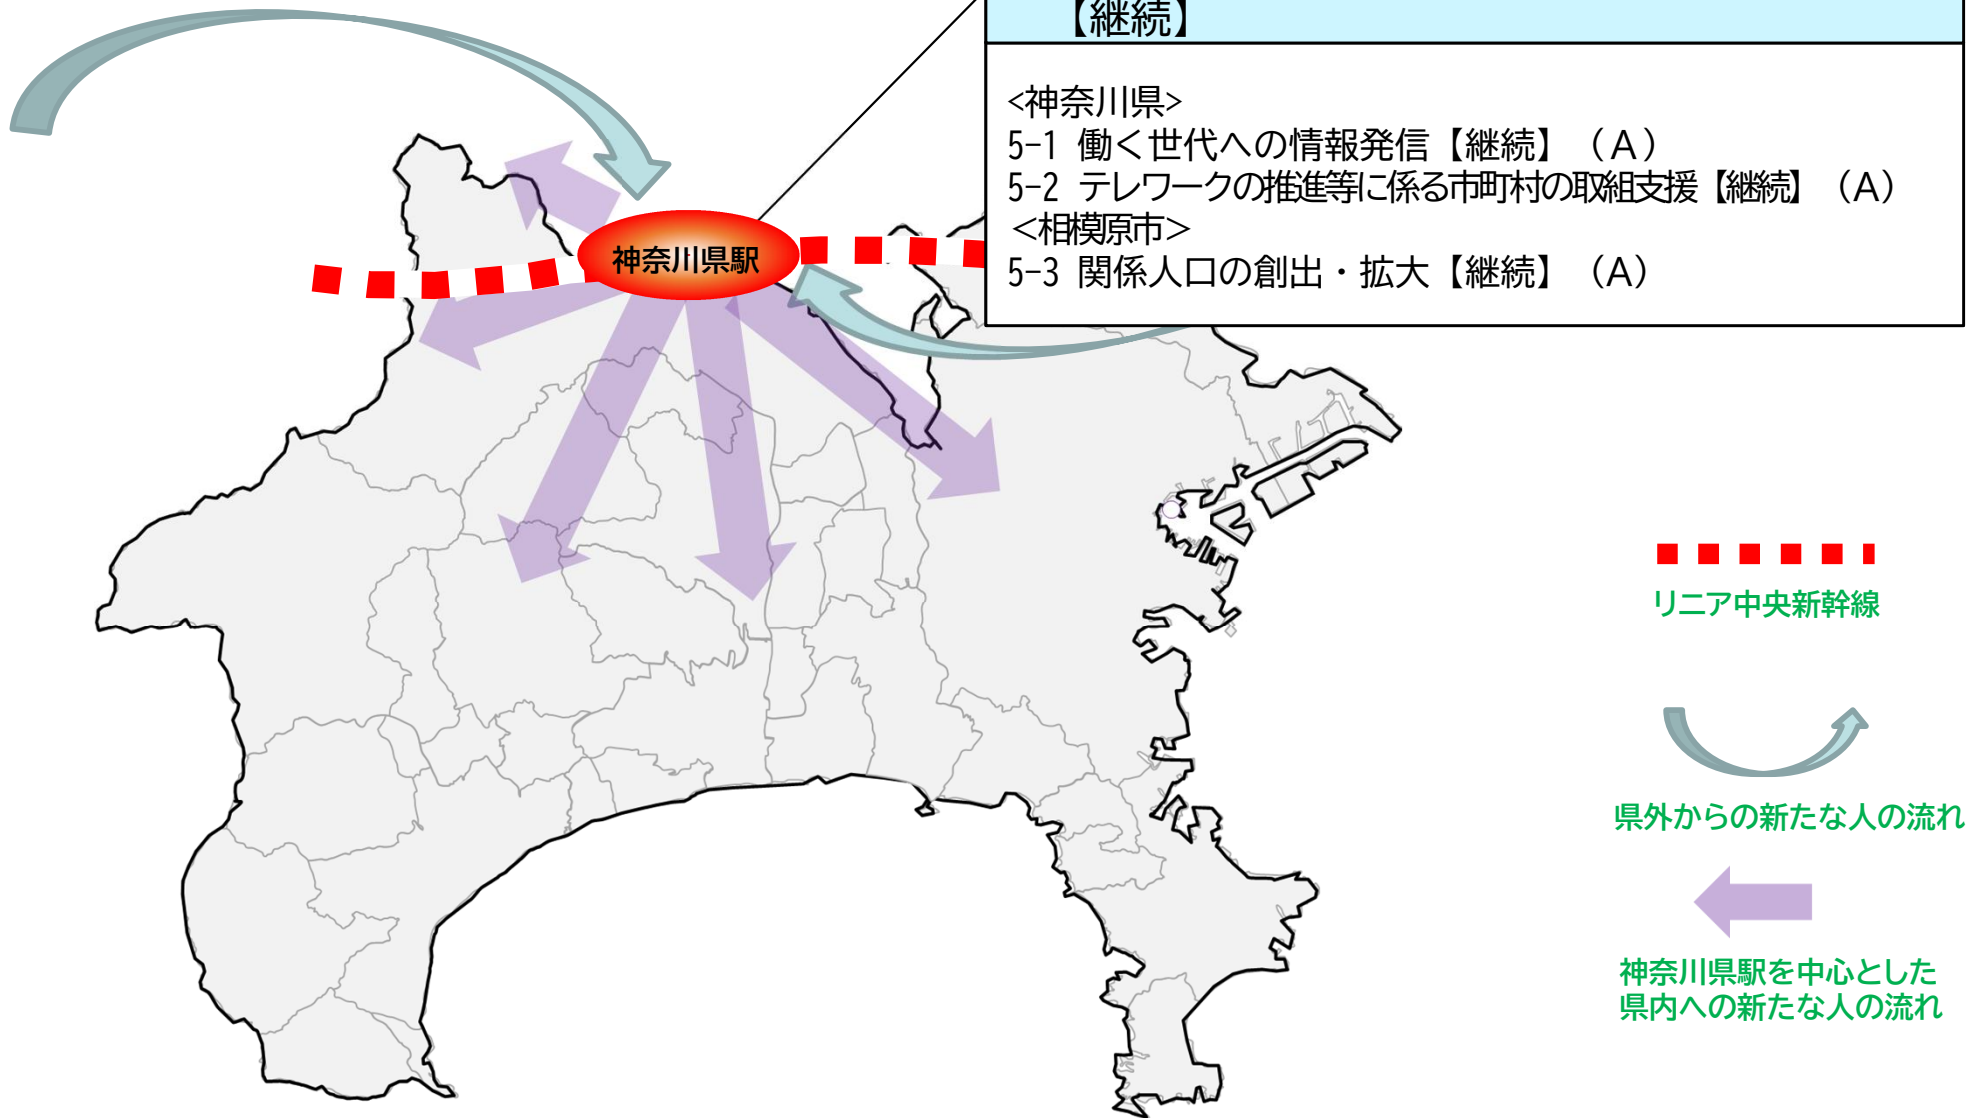 【継続】
<神奈川県>
5-1 働く世代への情報発信【継続】（A）
5-2 テレワークの推進等に係る市町村の取組支援【継続】（A）
<相模原市>
5-3 関係人口の創出・拡大【継続】（A）
神奈川県駅
リニア中央新幹線
県外からの新たな人の流れ
神奈川県駅を中心とした
県内への新たな人の流れ